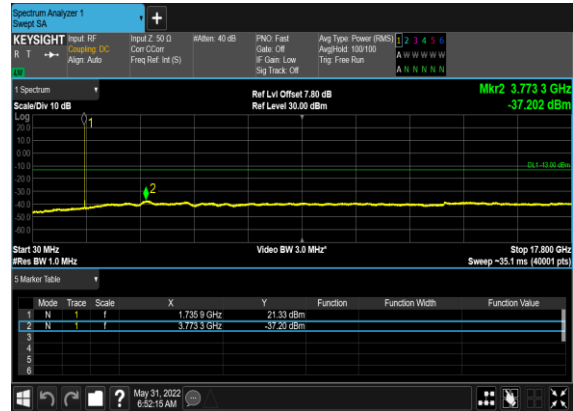 Spectrum Analyzer 1
Swept SA
+
KEYSIGHT Input: RF Input Z: 50 Ω #Atten: 40 dB PNO: Fast Avg Type: Power (RMS) 1 2 3 4 5 6
R T Coupling: DC Corr CCorr Gate: Off Avg|Hold: 100/100 A W W W W W
Align: Auto Freq Ref: Int (S) IF Gain: Low Trig: Free Run
Sig Track: Off A N N N N N
LW
1 Spectrum Ref Lvl Offset 7.80 dB Mkr2 3.773 3 GHz
Scale/Div 10 dB Ref Level 30.00 dBm -37.202 dBm
Log
1
20.0
10.0
0.00
-10.0
DL1 -13.00 dBm
-20.0
2
-30.0
-40.0
-50.0
-60.0
Start 30 MHz Video BW 3.0 MHz* Stop 17.800 GHz
#Res BW 1.0 MHz Sweep ~35.1 ms (40001 pts)
5 Marker Table
Mode Trace Scale X Y Function Function Width Function Value
1 N 1 f 1.735 9 GHz 21.33 dBm
2 N 1 f 3.773 3 GHz -37.20 dBm
3
4
5
6
? May 31, 2022
6:52:15 AM